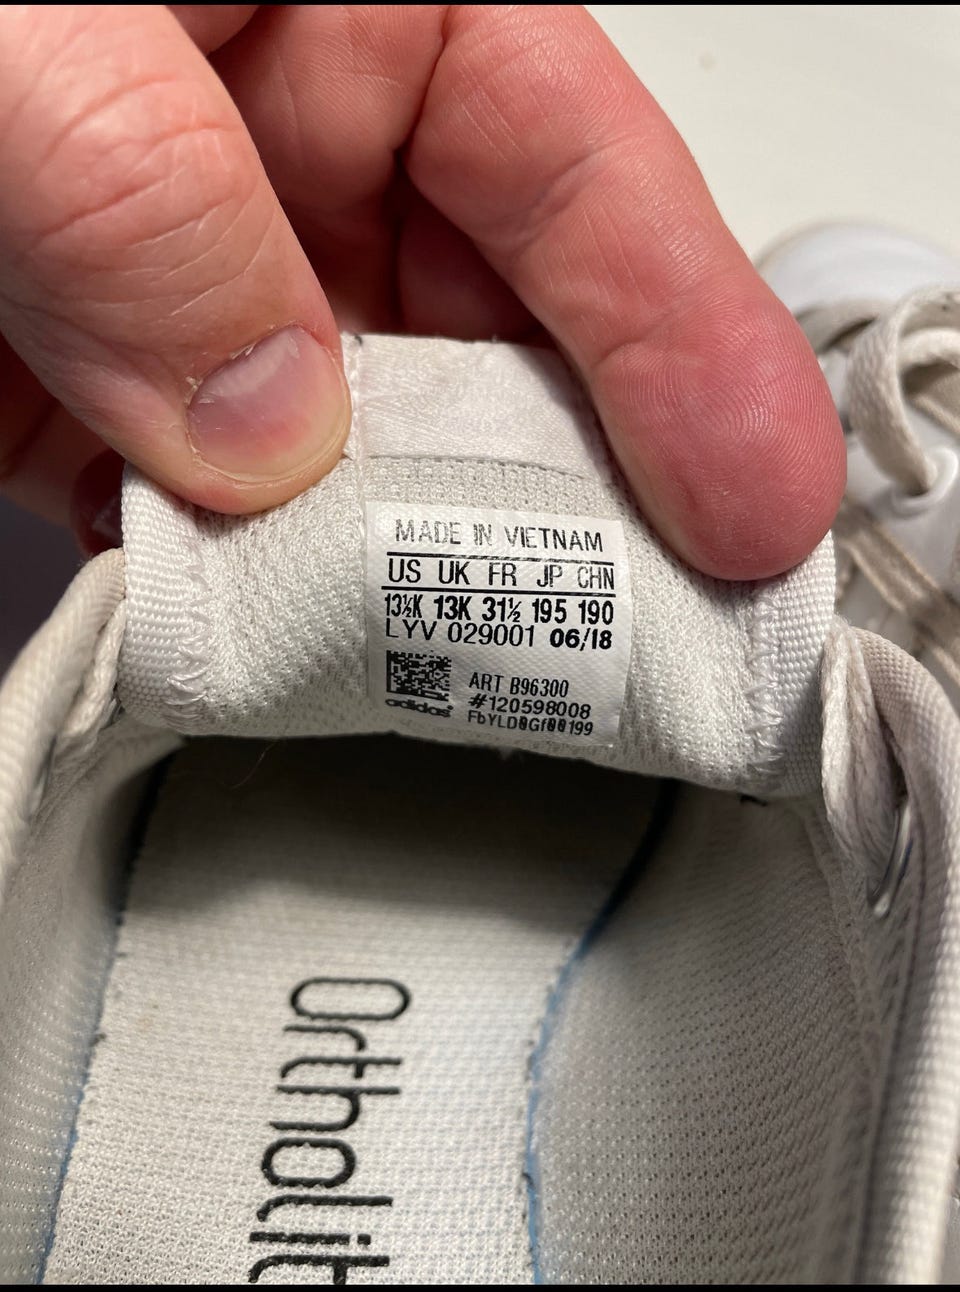 MADE IN VIETNAM
US UK FR JP CHN
13½K 13K 31½ 195 190
LYV 029001 06/18
ART B96300
#120598008
adidas
Ortholit